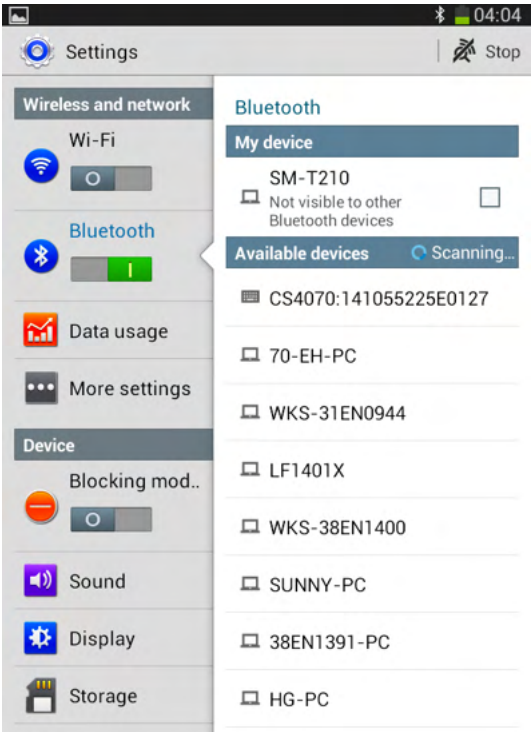 04:04
Settings
Stop
Wireless and network
Wi-Fi
Bluetooth
Data usage
More settings
Device
Blocking mod..
Sound
Display
Storage
Bluetooth
My device
SM-T210
Not visible to other
Bluetooth devices
Available devices Scanning...
CS4070:141055225E0127
70-EH-PC
WKS-31EN0944
LF1401X
WKS-38EN1400
SUNNY-PC
38EN1391-PC
HG-PC